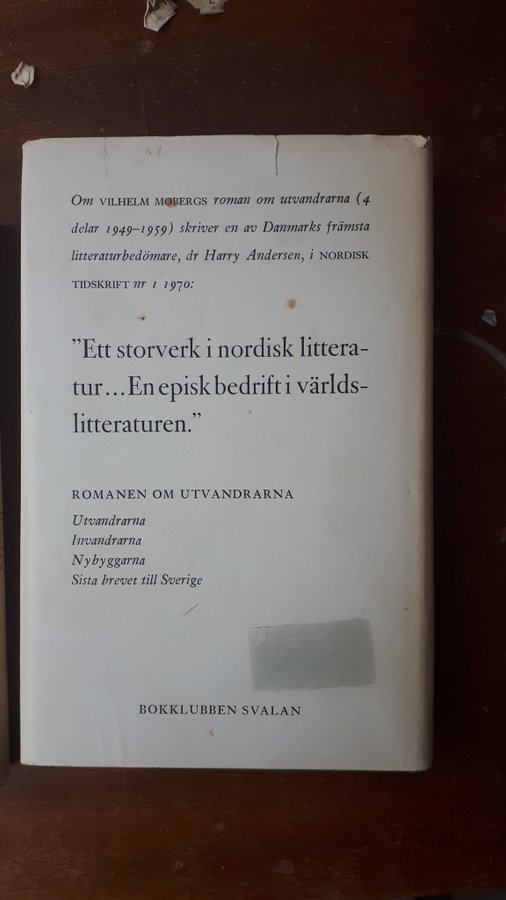 Om VILHELM MOBERGS roman om utvandrarna (4
delar 1949–1959) skriver en av Danmarks främsta
litteraturbedömare, dr Harry Andersen, i NORDISK
TIDSKRIFT nr 1 1970:
”Ett storverk i nordisk littera-
tur...En episk bedrift i världs-
litteraturen.”
ROMANEN OM UTVANDRARNA
Utvandrarna
Invandrarna
Nybyggarna
Sista brevet till Sverige
BOKKLUBBEN SVALAN